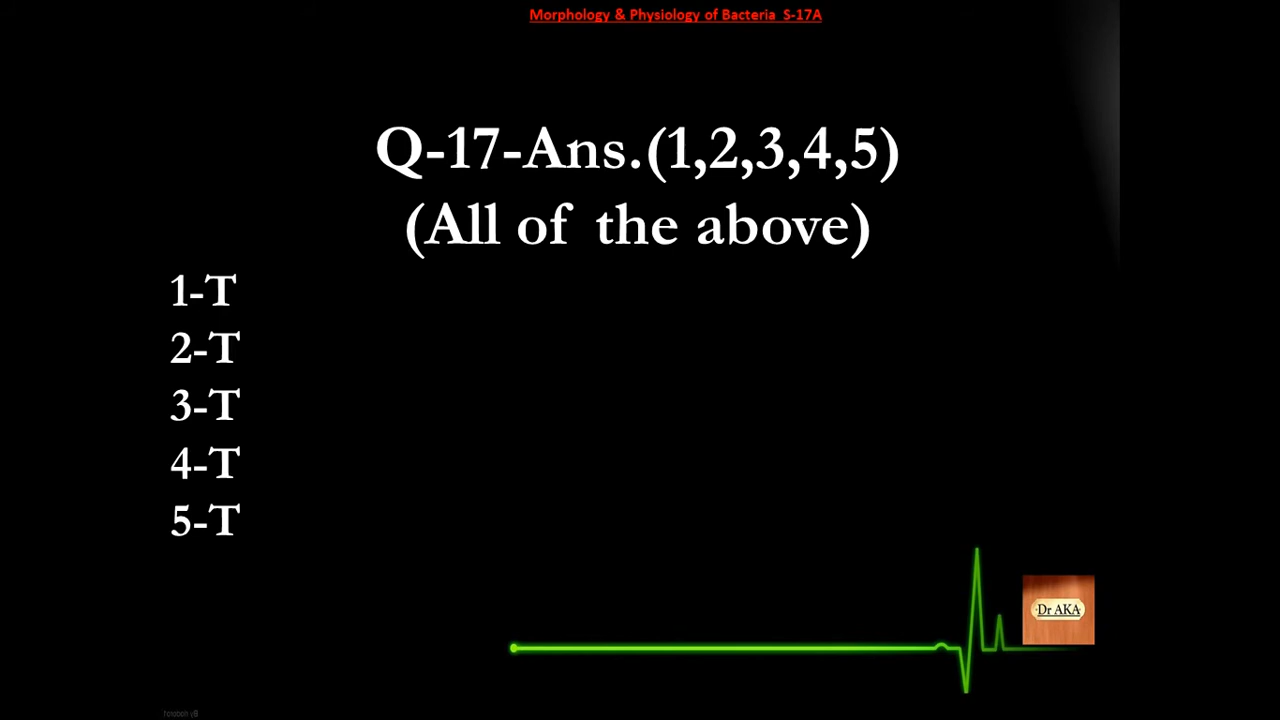 Morphology & Physiology of Bacteria S-17A
Q-17-Ans.(1,2,3,4,5)
(All of the above)
1-T
2-T
3-T
4-T
5-T
Dr AKA